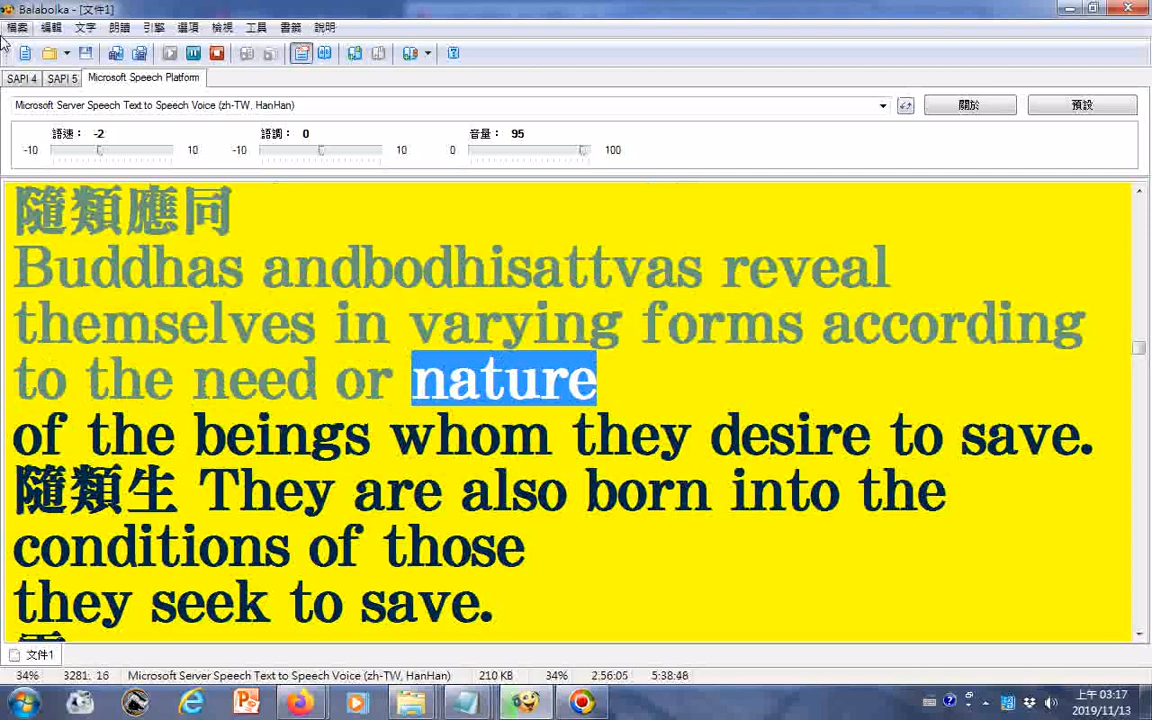 Balabolka - [文件1]
檔案 編輯 文字 朗讀 引擎 選項 檢視 工具 書籤 說明
SAPI 4 SAPI 5 Microsoft Speech Platform
Microsoft Server Speech Text to Speech Voice (zh-TW, HanHan) 關於 預設
語速： -2 語調： 0 音量： 95
-10 10 -10 10 0 100
隨類應同
Buddhas andbodhisattvas reveal
themselves in varying forms according
to the need or nature
of the beings whom they desire to save.
隨類生 They are also born into the
conditions of those
they seek to save.
文件1
34% 3281: 16 Microsoft Server Speech Text to Speech Voice (zh-TW, HanHan) 210 KB 34% 2:56:05 5:38:48
上午 03:17
2019/11/13